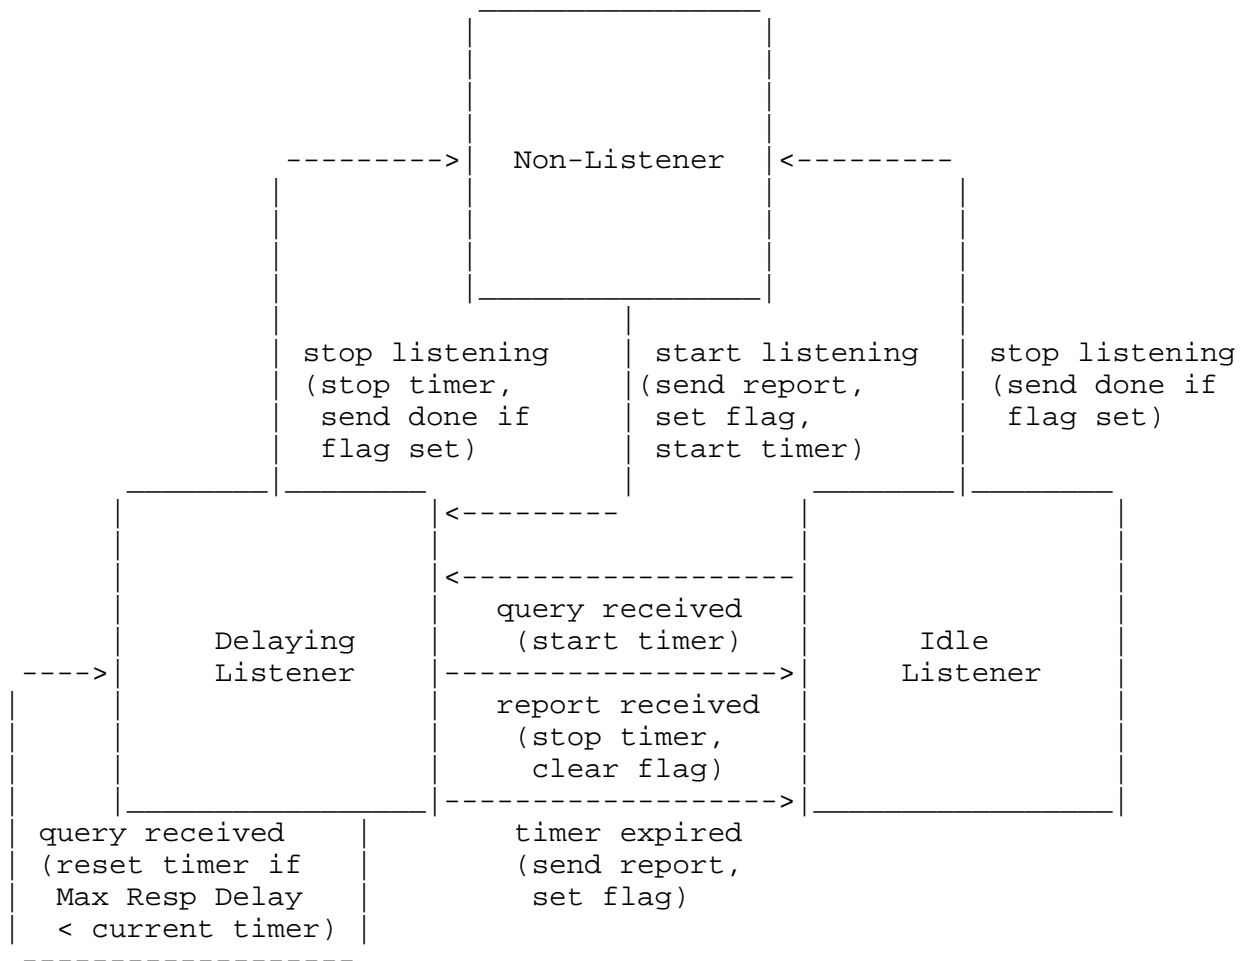 Non-Listener
stop listening
(stop timer,
send done if
flag set)
start listening
(send report,
set flag,
start timer)
stop listening
(send done if
flag set)
Delaying
Listener
query received
(start timer)
Idle
Listener
report received
(stop timer,
clear flag)
timer expired
(send report,
set flag)
query received
(reset timer if
Max Resp Delay
< current timer)